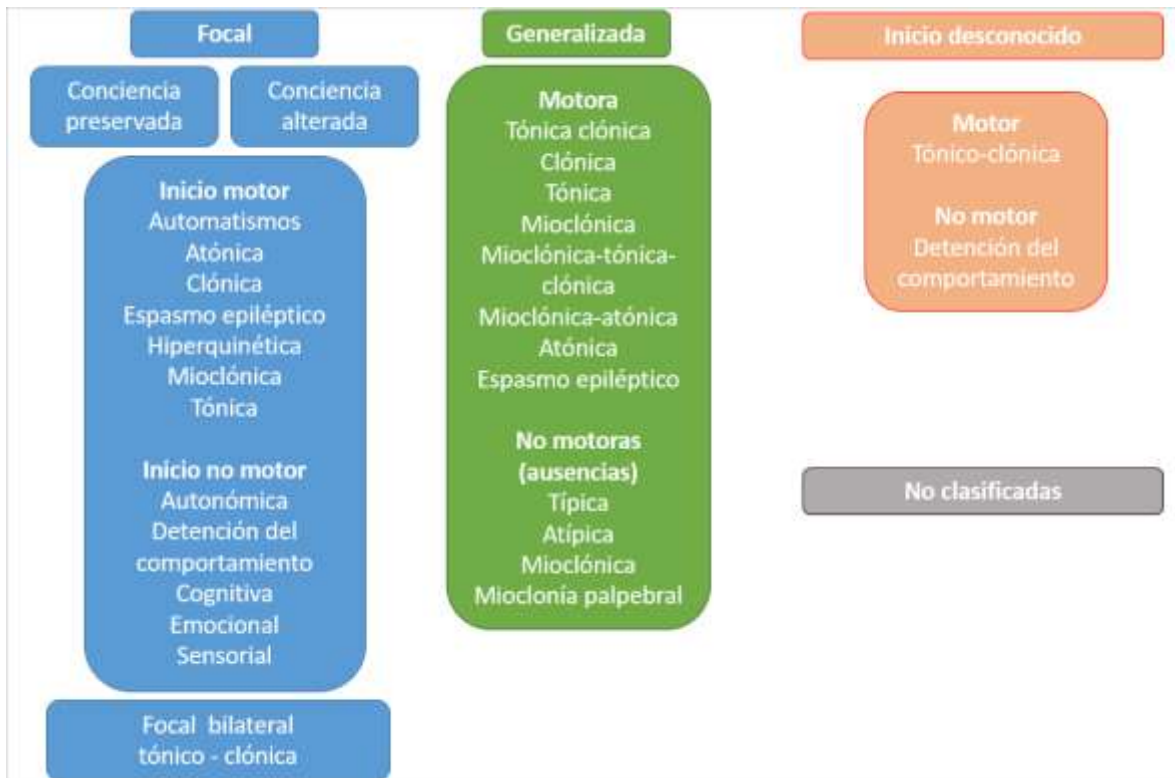 Focal
Conciencia
preservada
Conciencia
alterada
Inicio motor
Automatismos
Atónica
Clónica
Espasmo epiléptico
Hiperquinética
Mioclónica
Tónica
Inicio no motor
Autonómica
Detención del
comportamiento
Cognitiva
Emocional
Sensorial
Focal bilateral
tónico - clónica
Generalizada
Motora
Tónica clónica
Clónica
Tónica
Mioclónica
Mioclónica-tónica-
clónica
Mioclónica-atónica
Atónica
Espasmo epiléptico
No motoras
(ausencias)
Típica
Atípica
Mioclónica
Mioclonía palpebral
Inicio desconocido
Motor
Tónico-clónica
No motor
Detención del
comportamiento
No clasificadas